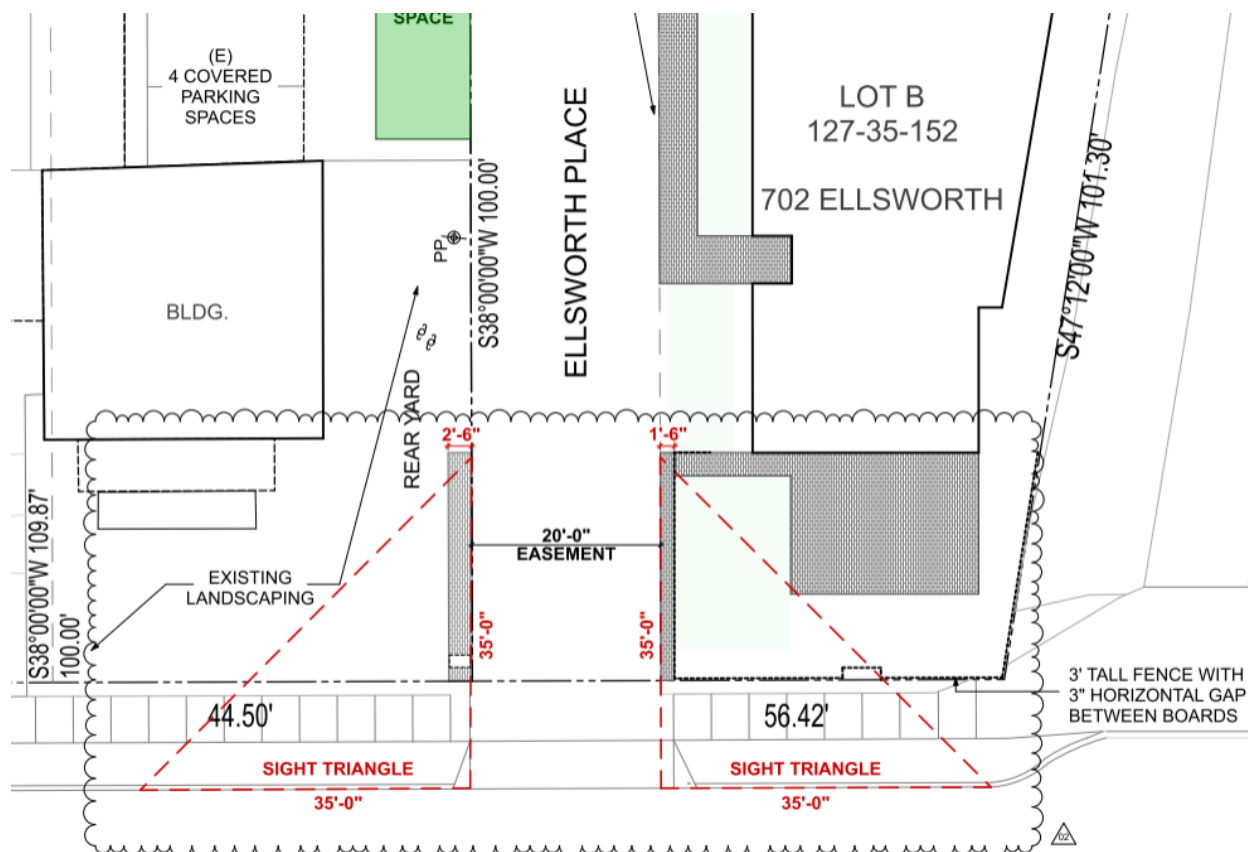 SPACE
(E)
4 COVERED
PARKING
SPACES
LOT B
127-35-152
702 ELLSWORTH
ELLSWORTH PLACE
S38°00'00"W 100.00'
S47°12'00"W 101.30'
PP
BLDG.
REAR YARD
2'-6"
1'-6"
20'-0"
EASEMENT
EXISTING
LANDSCAPING
35'-0"
35'-0"
S38°00'00"W 109.87'
100.00'
3' TALL FENCE WITH
3" HORIZONTAL GAP
BETWEEN BOARDS
44.50'
56.42'
SIGHT TRIANGLE
SIGHT TRIANGLE
35'-0"
35'-0"
02